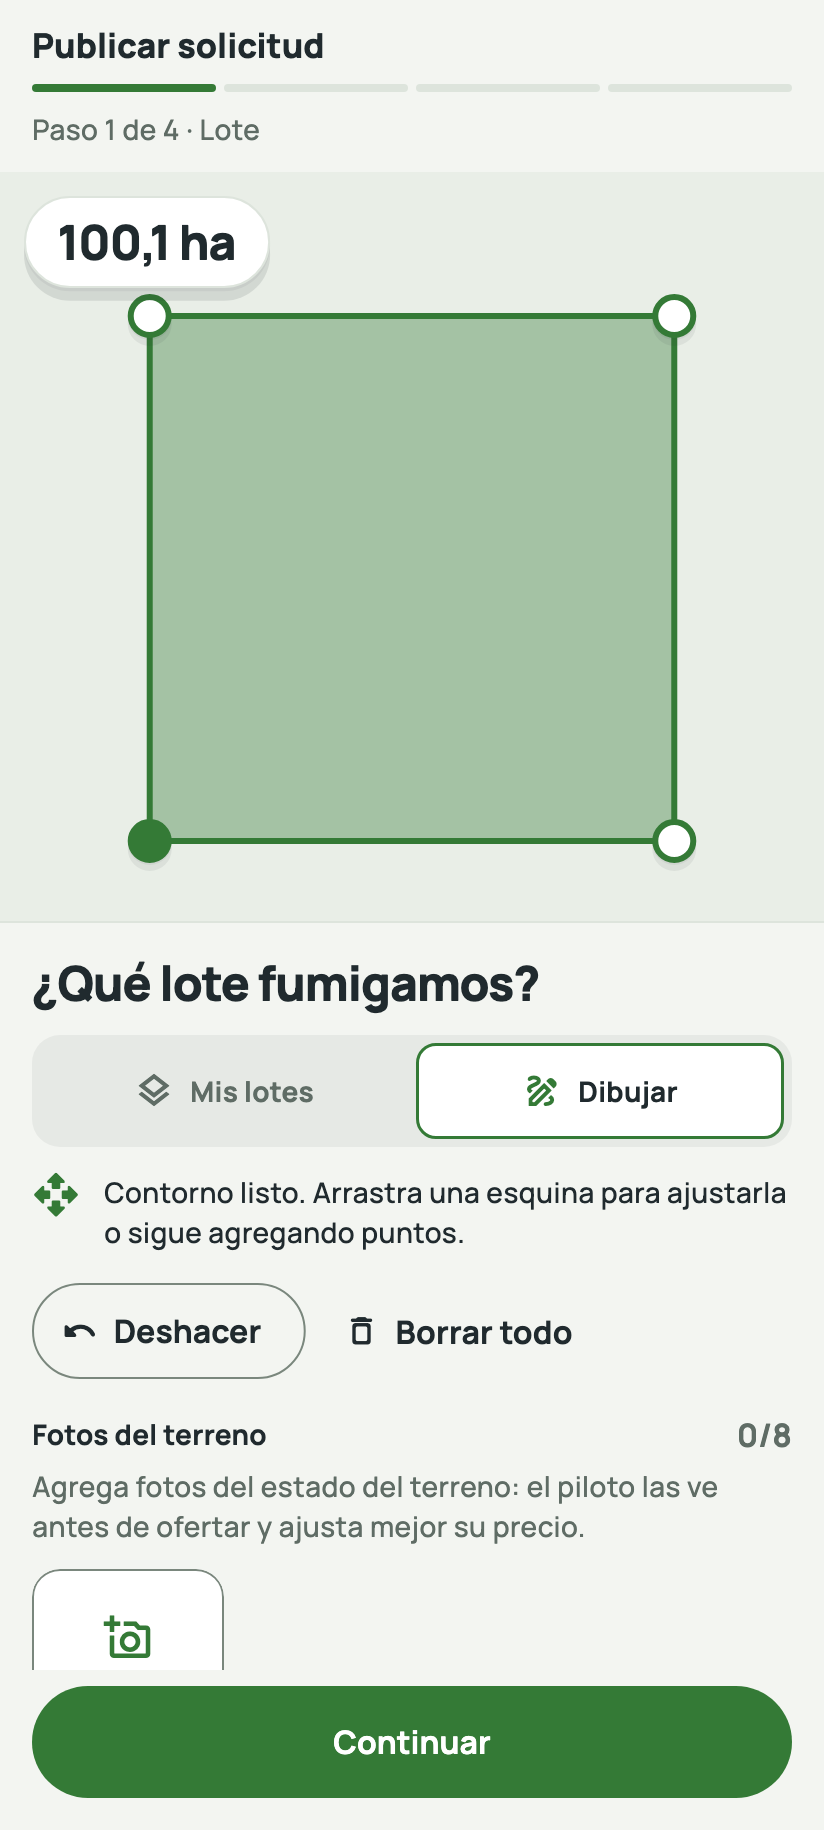 Publicar solicitud
Paso 1 de 4 · Lote
100,1 ha
¿Qué lote fumigamos?
Mis lotes
Dibujar
Contorno listo. Arrastra una esquina para ajustarla
o sigue agregando puntos.
Deshacer
Borrar todo
Fotos del terreno
0/8
Agrega fotos del estado del terreno: el piloto las ve
antes de ofertar y ajusta mejor su precio.
Continuar